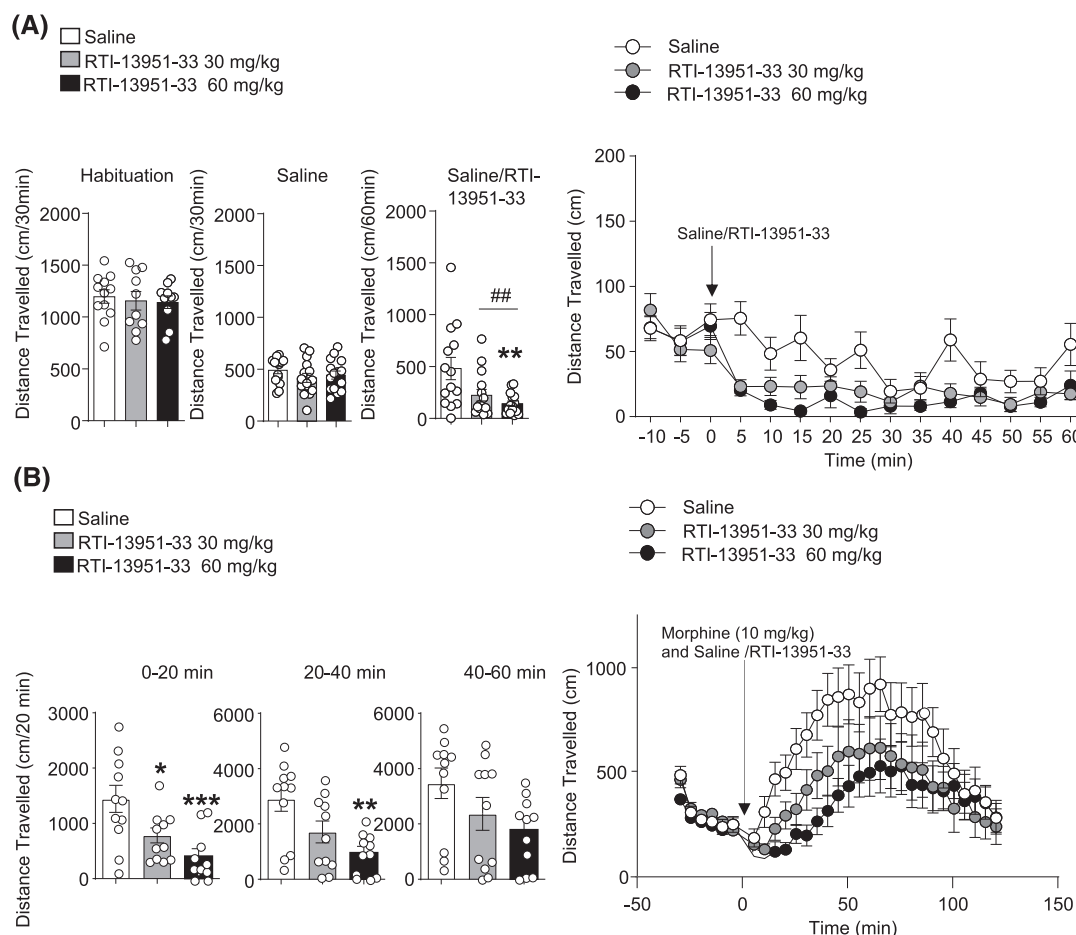 (A)
Saline
RTI-13951-33 30 mg/kg
RTI-13951-33 60 mg/kg
Saline
RTI-13951-33 30 mg/kg
RTI-13951-33 60 mg/kg
Habituation
Distance Travelled (cm/30min)
2000
1500
1000
500
0
Saline
Distance Travelled (cm/30min)
2000
1500
1000
500
0
Saline/RTI-
13951-33
Distance Travelled (cm/60min)
2000
1500
1000
500
0
##
**
Distance Travelled (cm)
200
150
100
50
0
Saline/RTI-13951-33
-10 -5 0 5 10 15 20 25 30 35 40 45 50 55 60
Time (min)
(B)
Saline
RTI-13951-33 30 mg/kg
RTI-13951-33 60 mg/kg
Saline
RTI-13951-33 30 mg/kg
RTI-13951-33 60 mg/kg
0-20 min
Distance Travelled (cm/20 min)
3000
2000
1000
0
*
***
20-40 min
6000
4000
2000
0
**
40-60 min
6000
4000
2000
0
Distance Travelled (cm)
1000
500
0
Morphine (10 mg/kg)
and Saline /RTI-13951-33
-50 0 50 100 150
Time (min)